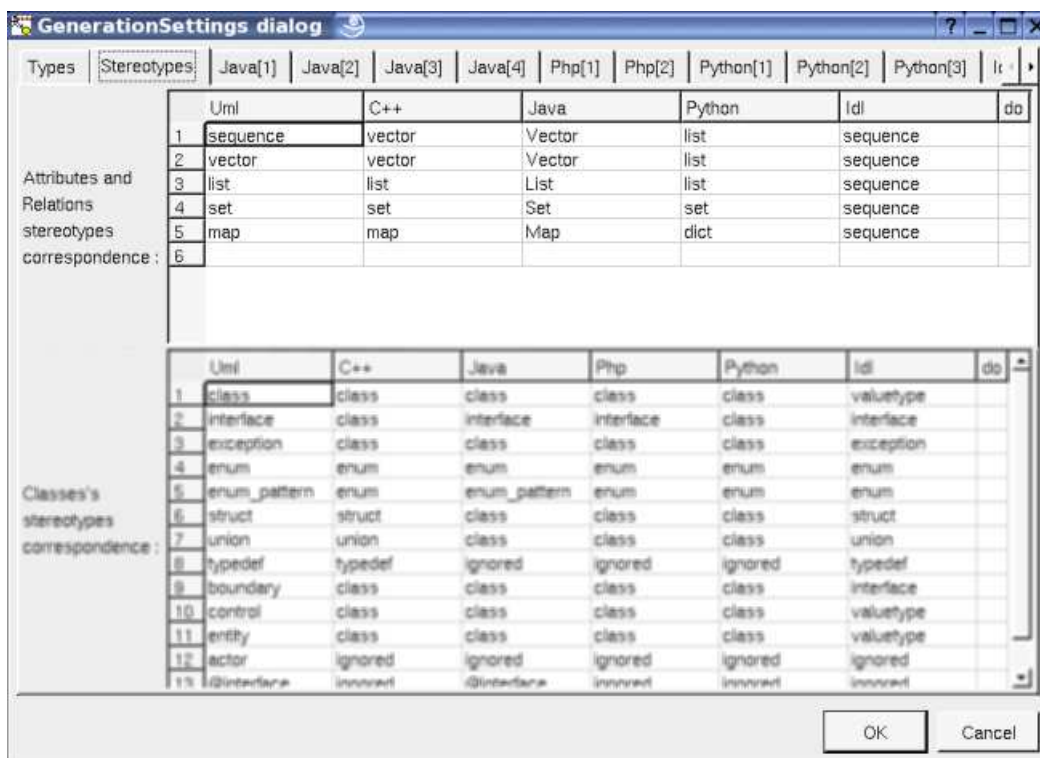 GenerationSettings dialog
Types Stereotypes Java[1] Java[2] Java[3] Java[4] Php[1] Php[2] Python[1] Python[2] Python[3]
Uml C++ Java Python Idl do
1 sequence vector Vector list sequence
2 vector vector Vector list sequence
3 list list List list sequence
4 set set Set set sequence
5 map map Map dict sequence
6
Attributes and
Relations
stereotypes
correspondence :
Uml C++ Java Php Python Idl do
1 class class class class class valuetype
2 interface class interface interface class interface
3 exception class class class class exception
4 enum enum enum enum enum enum
5 enum_pattern enum enum_pattern enum enum enum
6 struct struct class class class struct
7 union union class class class union
8 typedef typedef ignored ignored ignored typedef
9 boundary class class class class interface
10 control class class class class valuetype
11 entity class class class class valuetype
12 actor ignored ignored ignored ignored ignored
13 @interface ignored @interface ignored ignored ignored
Classes's
stereotypes
correspondence :
OK Cancel